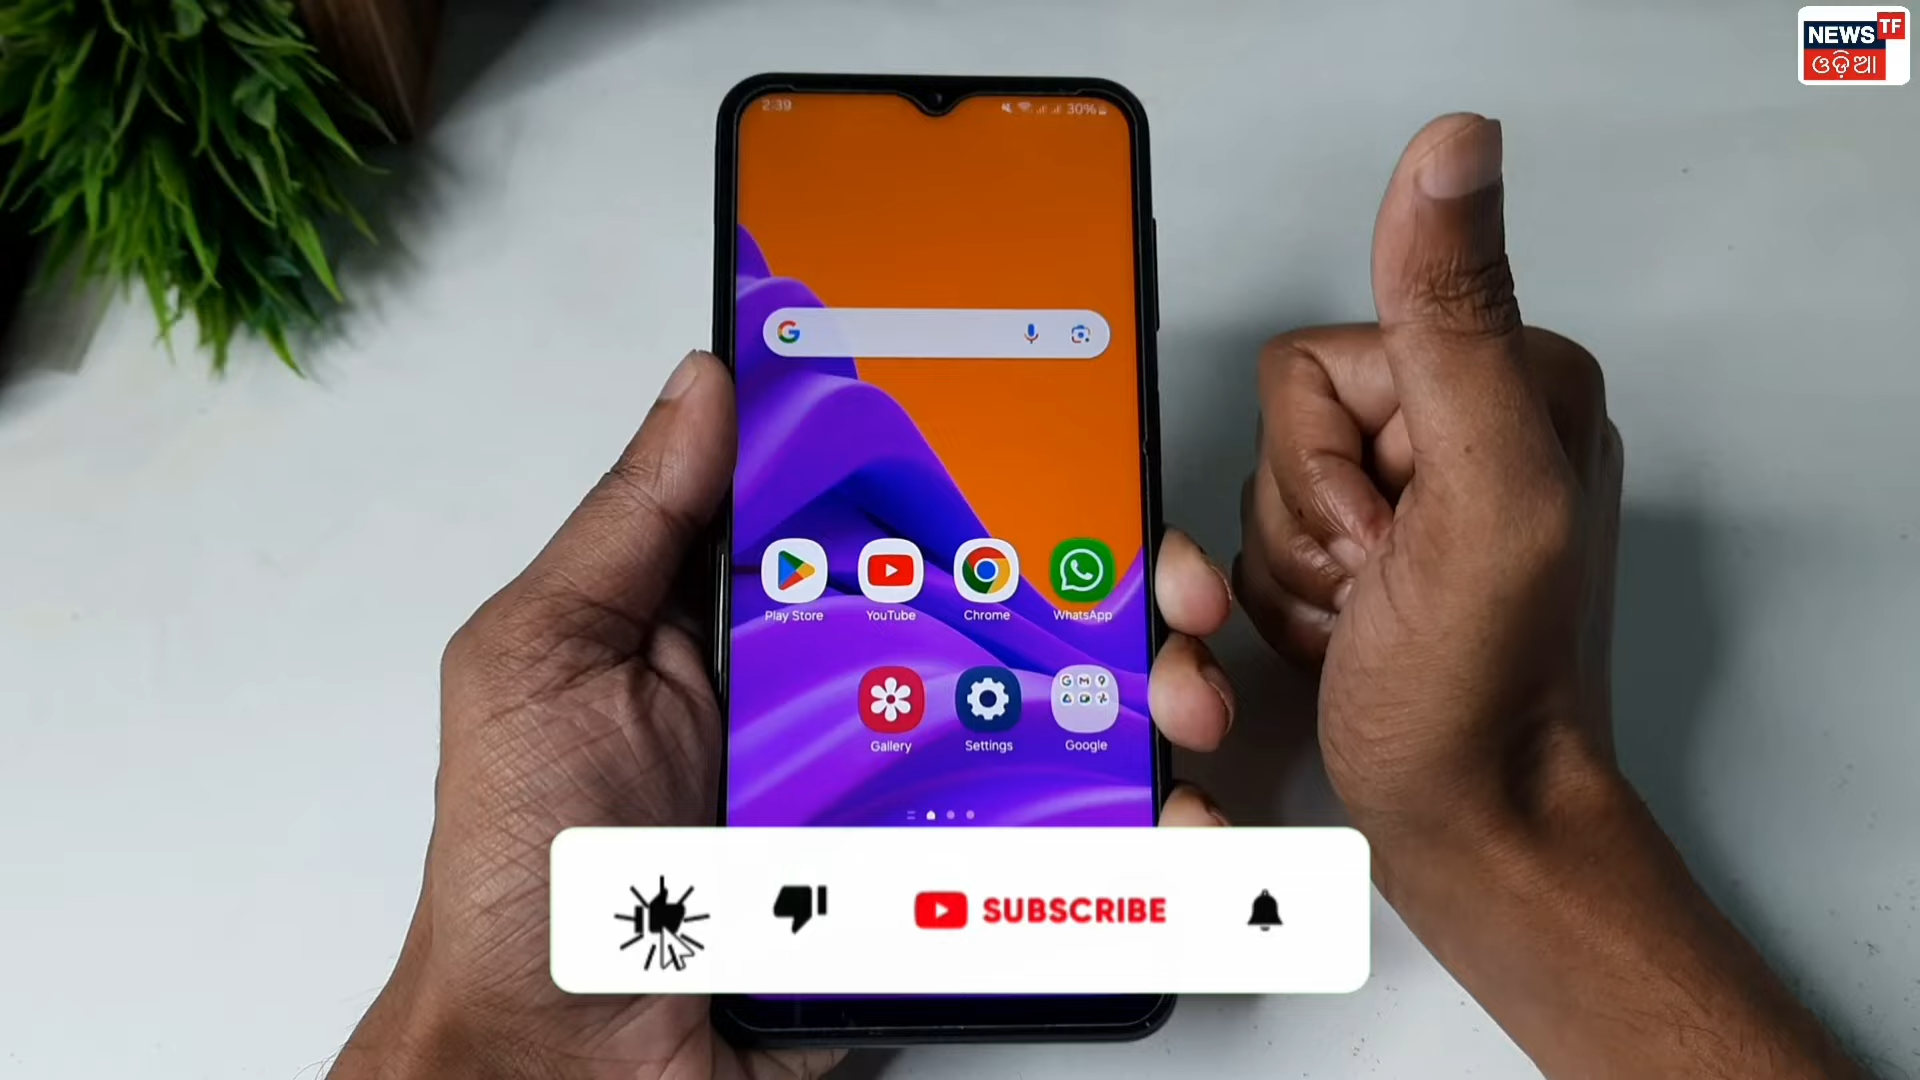 NEWS TF
ଓଡ଼ିଆ
2:39
30%
Play Store
YouTube
Chrome
WhatsApp
Gallery
Settings
Google
SUBSCRIBE